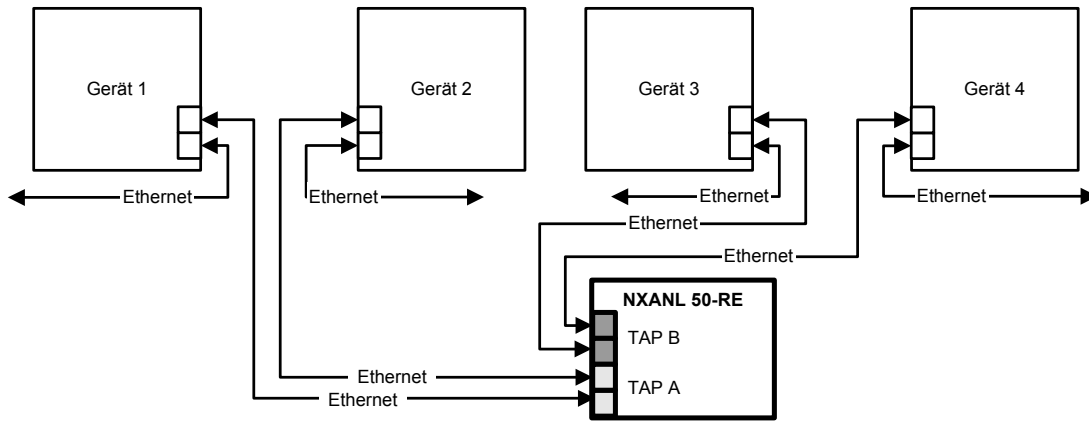 Gerät 1
Gerät 2
Gerät 3
Gerät 4
Ethernet
Ethernet
Ethernet
Ethernet
Ethernet
Ethernet
NXANL 50-RE
TAP B
TAP A
Ethernet
Ethernet